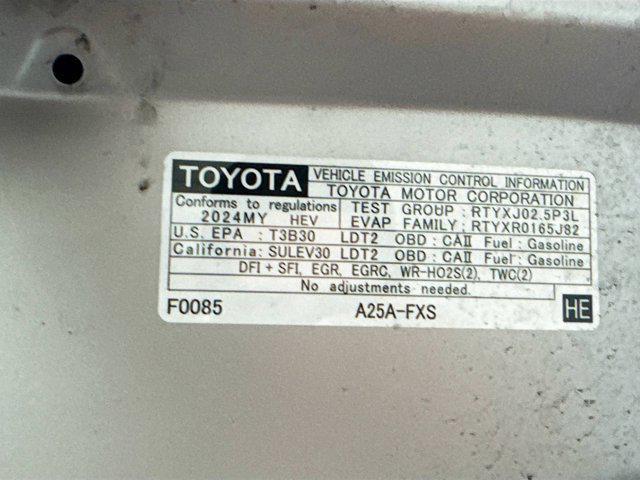 TOYOTA VEHICLE EMISSION CONTROL INFORMATION
TOYOTA MOTOR CORPORATION
Conforms to regulations TEST GROUP : RTYXJ02.5P3L
2024MY HEV EVAP FAMILY : RTYXR0165J82
U.S. EPA : T3B30 LDT2 OBD : CAⅡ Fuel : Gasoline
California: SULEV30 LDT2 OBD : CAⅡ Fuel : Gasoline
DFI + SFI, EGR, EGRC, WR-HO2S(2), TWC(2)
No adjustments needed.
F0085 A25A-FXS HE